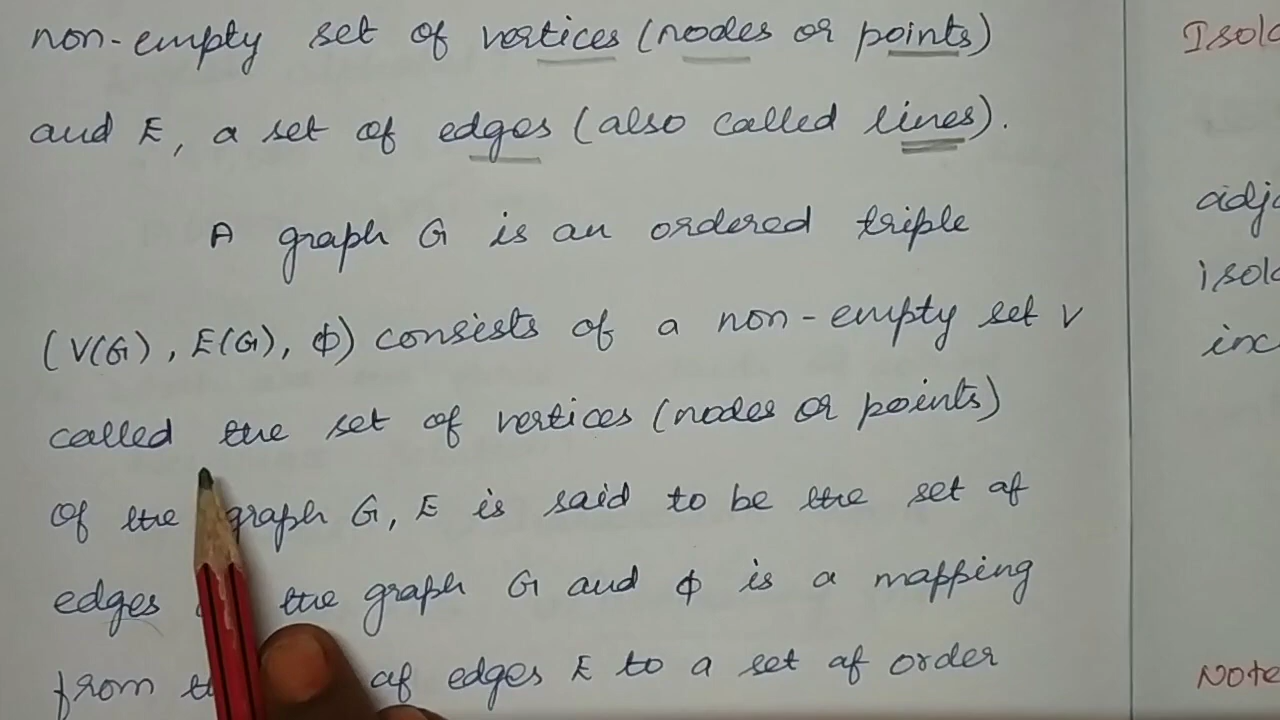 non-empty set of vertices (nodes or points)
and E, a set of edges (also called lines).
A graph G is an ordered triple
(V(G), E(G), ϕ) consists of a non-empty set V
called the set of vertices (nodes or points)
of the graph G, E is said to be the set of
edges the graph G and ϕ is a mapping
from of edges E to a set of order
Isol
adj
isol
inc
Note